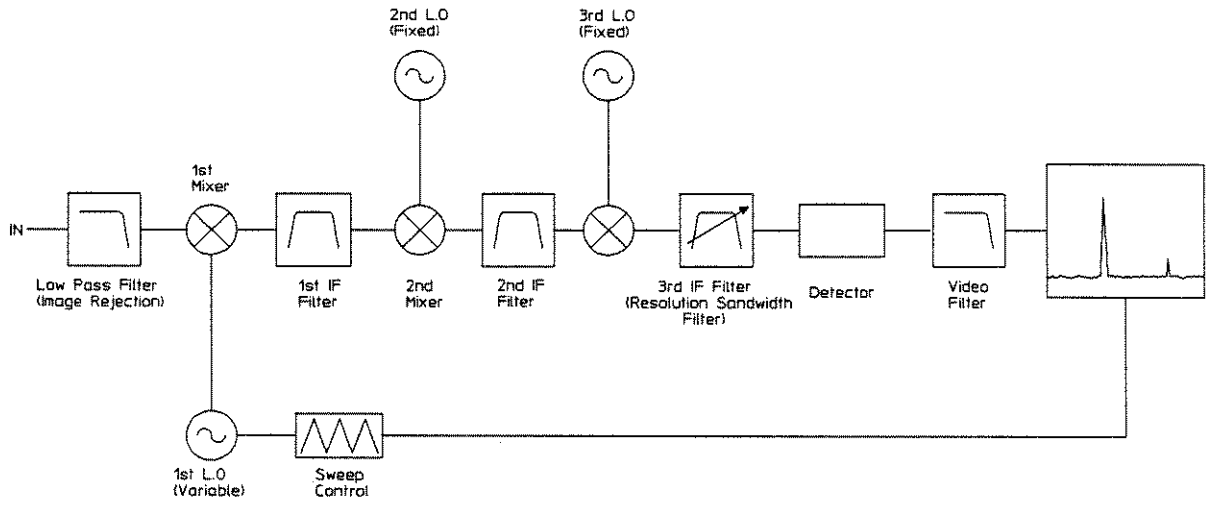 2nd L.O
(Fixed)
3rd L.O
(Fixed)
1st
Mixer
IN
Low Pass Filter
(Image Rejection)
1st IF
Filter
2nd
Mixer
2nd IF
Filter
3rd IF Filter
(Resolution Sandwidth
Filter)
Detector
Video
Filter
1st L.O
(Variable)
Sweep
Control